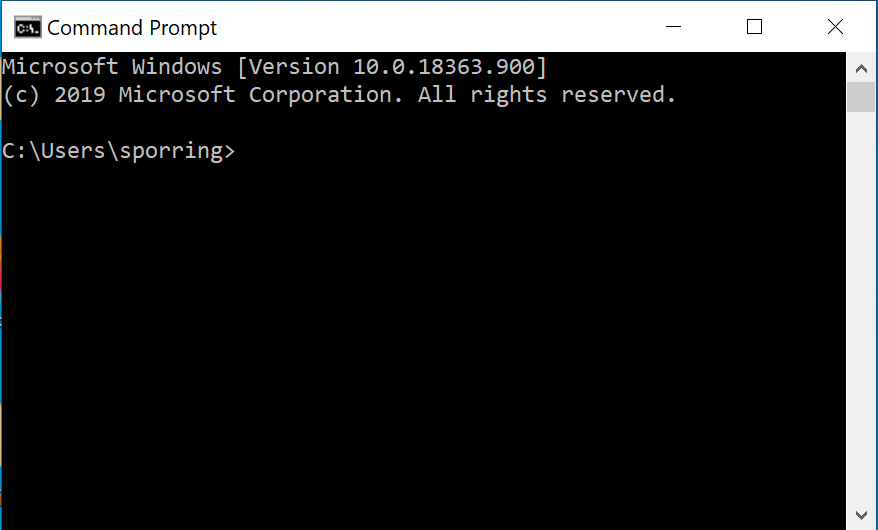 Command Prompt
Microsoft Windows [Version 10.0.18363.900]
(c) 2019 Microsoft Corporation. All rights reserved.
C:\Users\sporring>